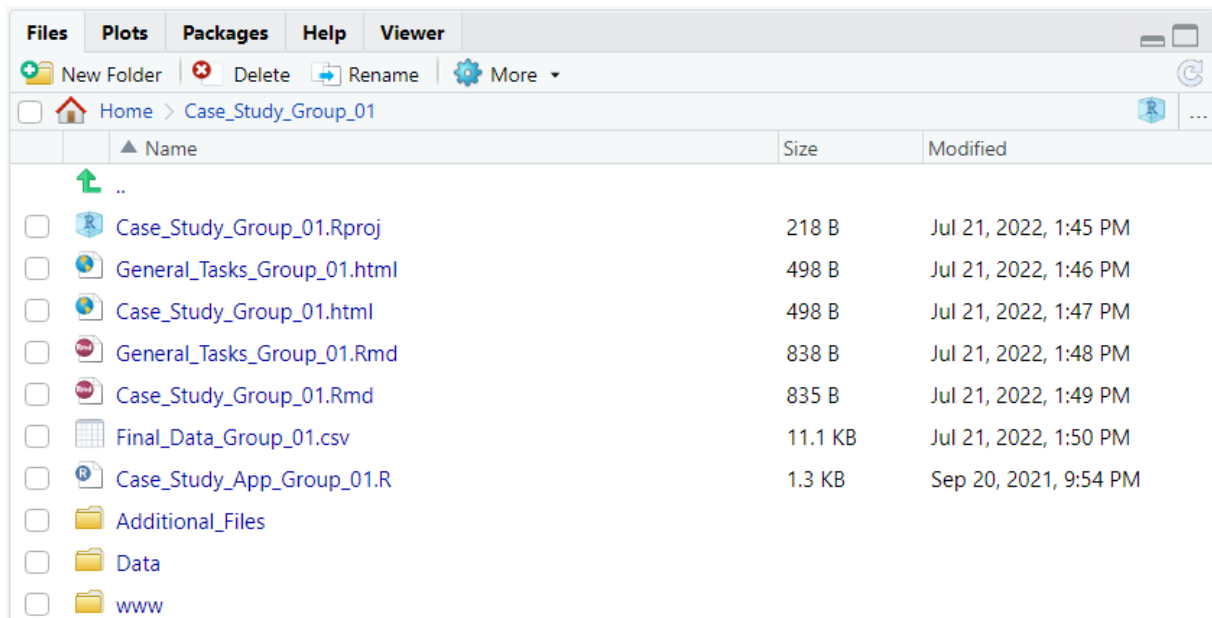 Files Plots Packages Help Viewer
New Folder Delete Rename More
Home > Case_Study_Group_01 R ...
Name Size Modified
..
R Case_Study_Group_01.Rproj 218 B Jul 21, 2022, 1:45 PM
General_Tasks_Group_01.html 498 B Jul 21, 2022, 1:46 PM
Case_Study_Group_01.html 498 B Jul 21, 2022, 1:47 PM
Rmd General_Tasks_Group_01.Rmd 838 B Jul 21, 2022, 1:48 PM
Rmd Case_Study_Group_01.Rmd 835 B Jul 21, 2022, 1:49 PM
Final_Data_Group_01.csv 11.1 KB Jul 21, 2022, 1:50 PM
R Case_Study_App_Group_01.R 1.3 KB Sep 20, 2021, 9:54 PM
Additional_Files
Data
www